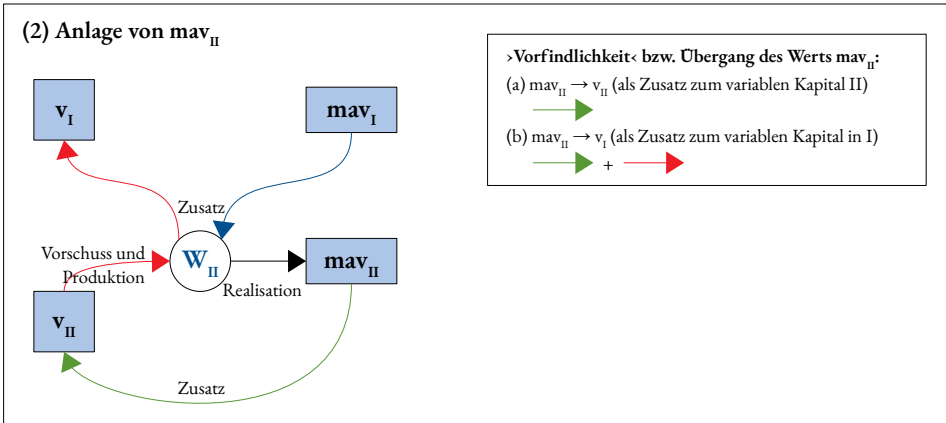 (2) Anlage von mav_II
›Vorfindlichkeit‹ bzw. Übergang des Werts mav_II:
(a) mav_II → v_II (als Zusatz zum variablen Kapital II)
(b) mav_II → v_I (als Zusatz zum variablen Kapital in I)
+
v_I
mav_I
Zusatz
Vorschuss und
Produktion
W_II
Realisation
mav_II
v_II
Zusatz